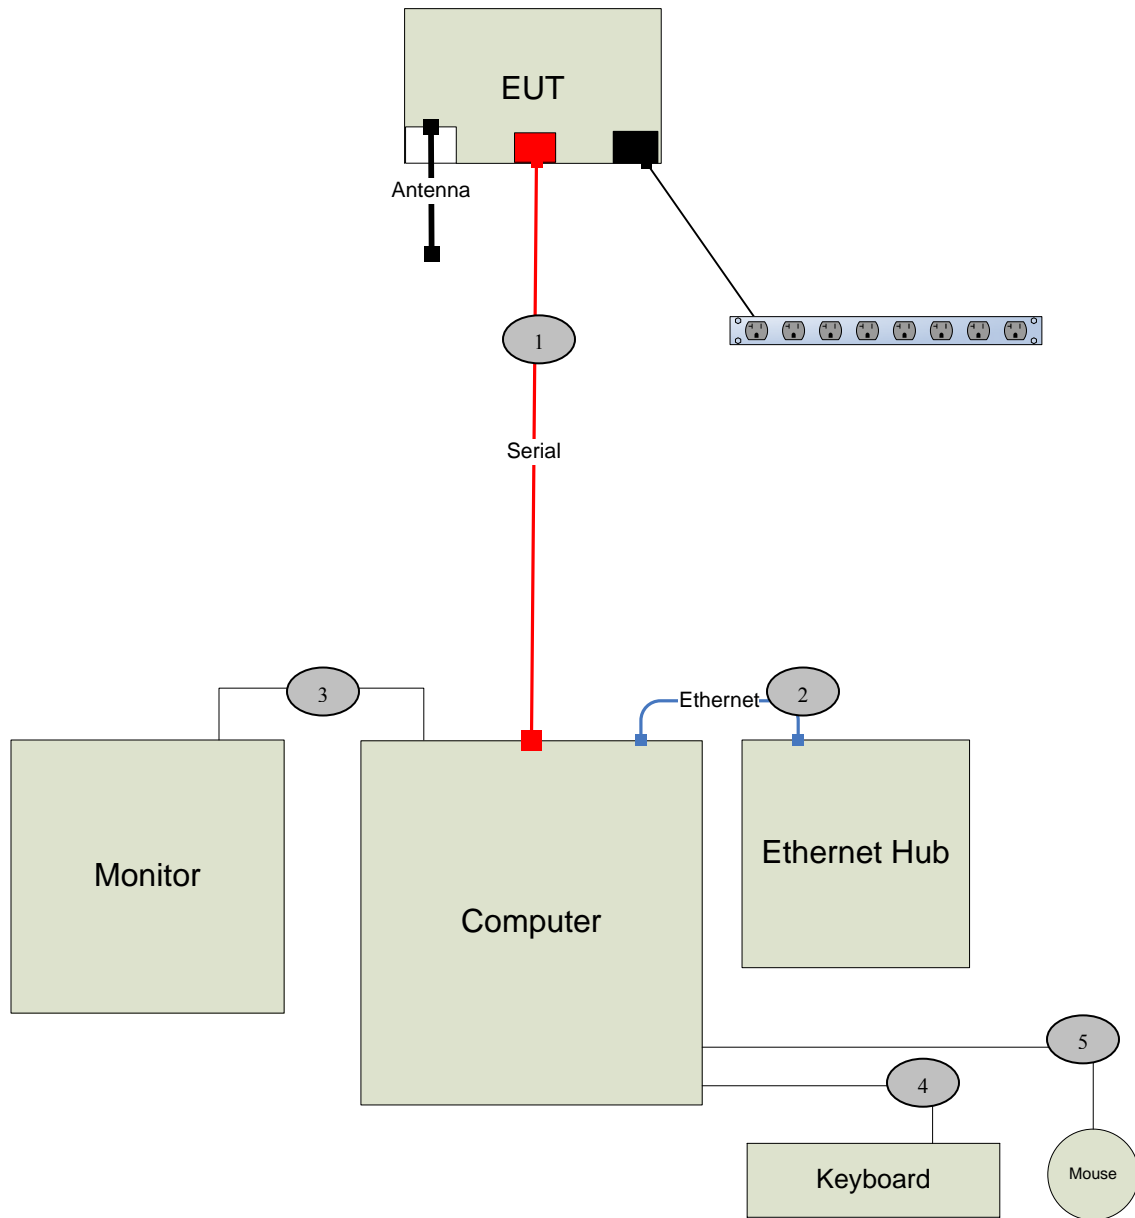 EUT
Antenna
1
Serial
3
Ethernet
2
Monitor
Computer
Ethernet Hub
5
4
Keyboard
Mouse